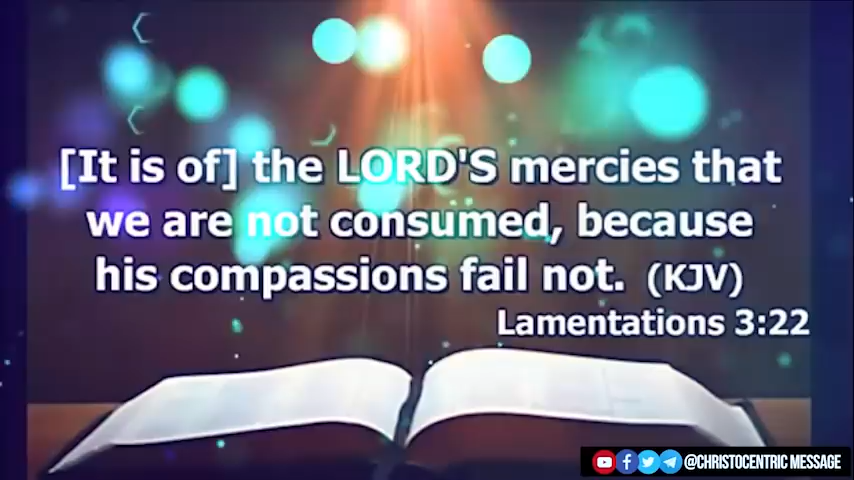 [It is of] the LORD'S mercies that
we are not consumed, because
his compassions fail not. (KJV)
Lamentations 3:22
@CHRISTOCENTRIC MESSAGE